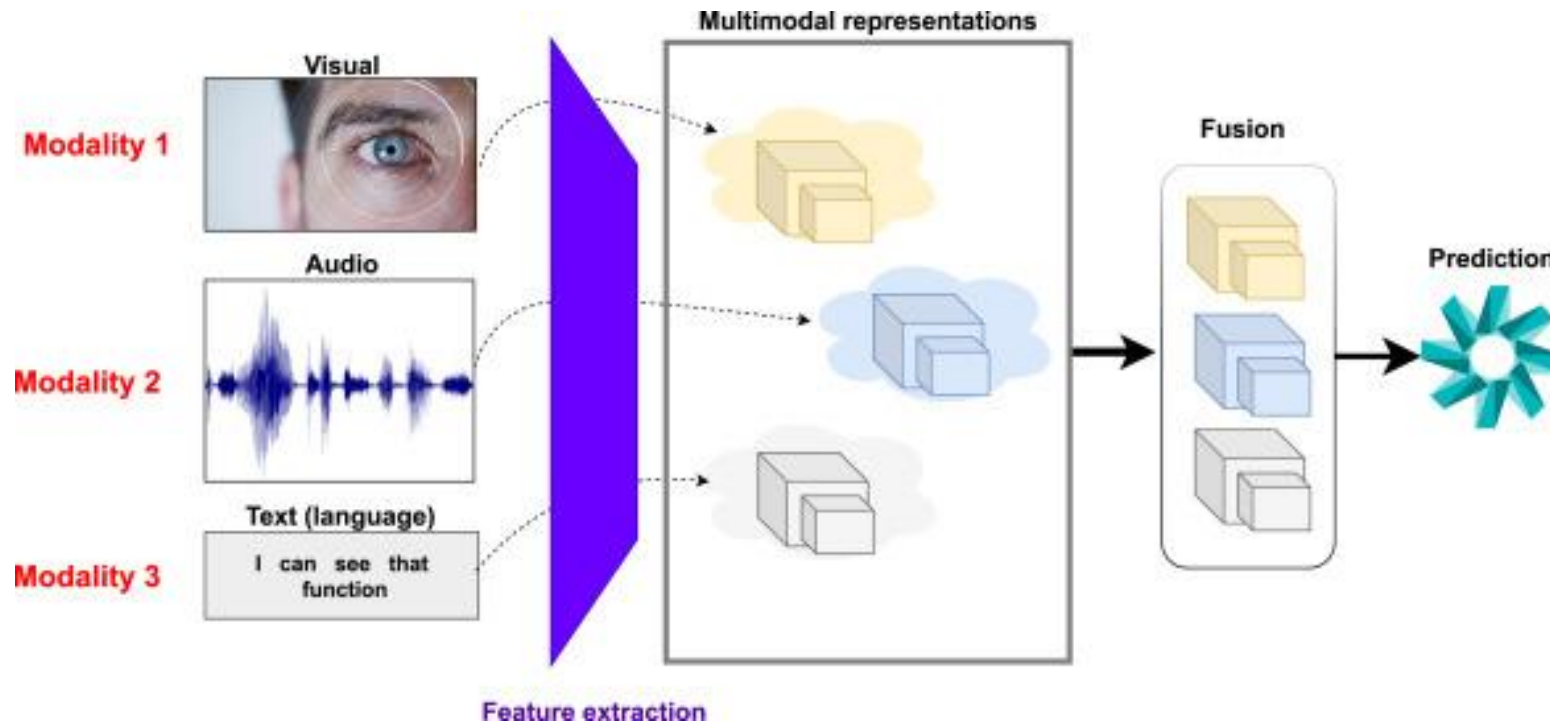 Multimodal representations
Visual
Modality 1
Fusion
Audio
Prediction
Modality 2
Text (language)
I can see that
function
Modality 3
Feature extraction